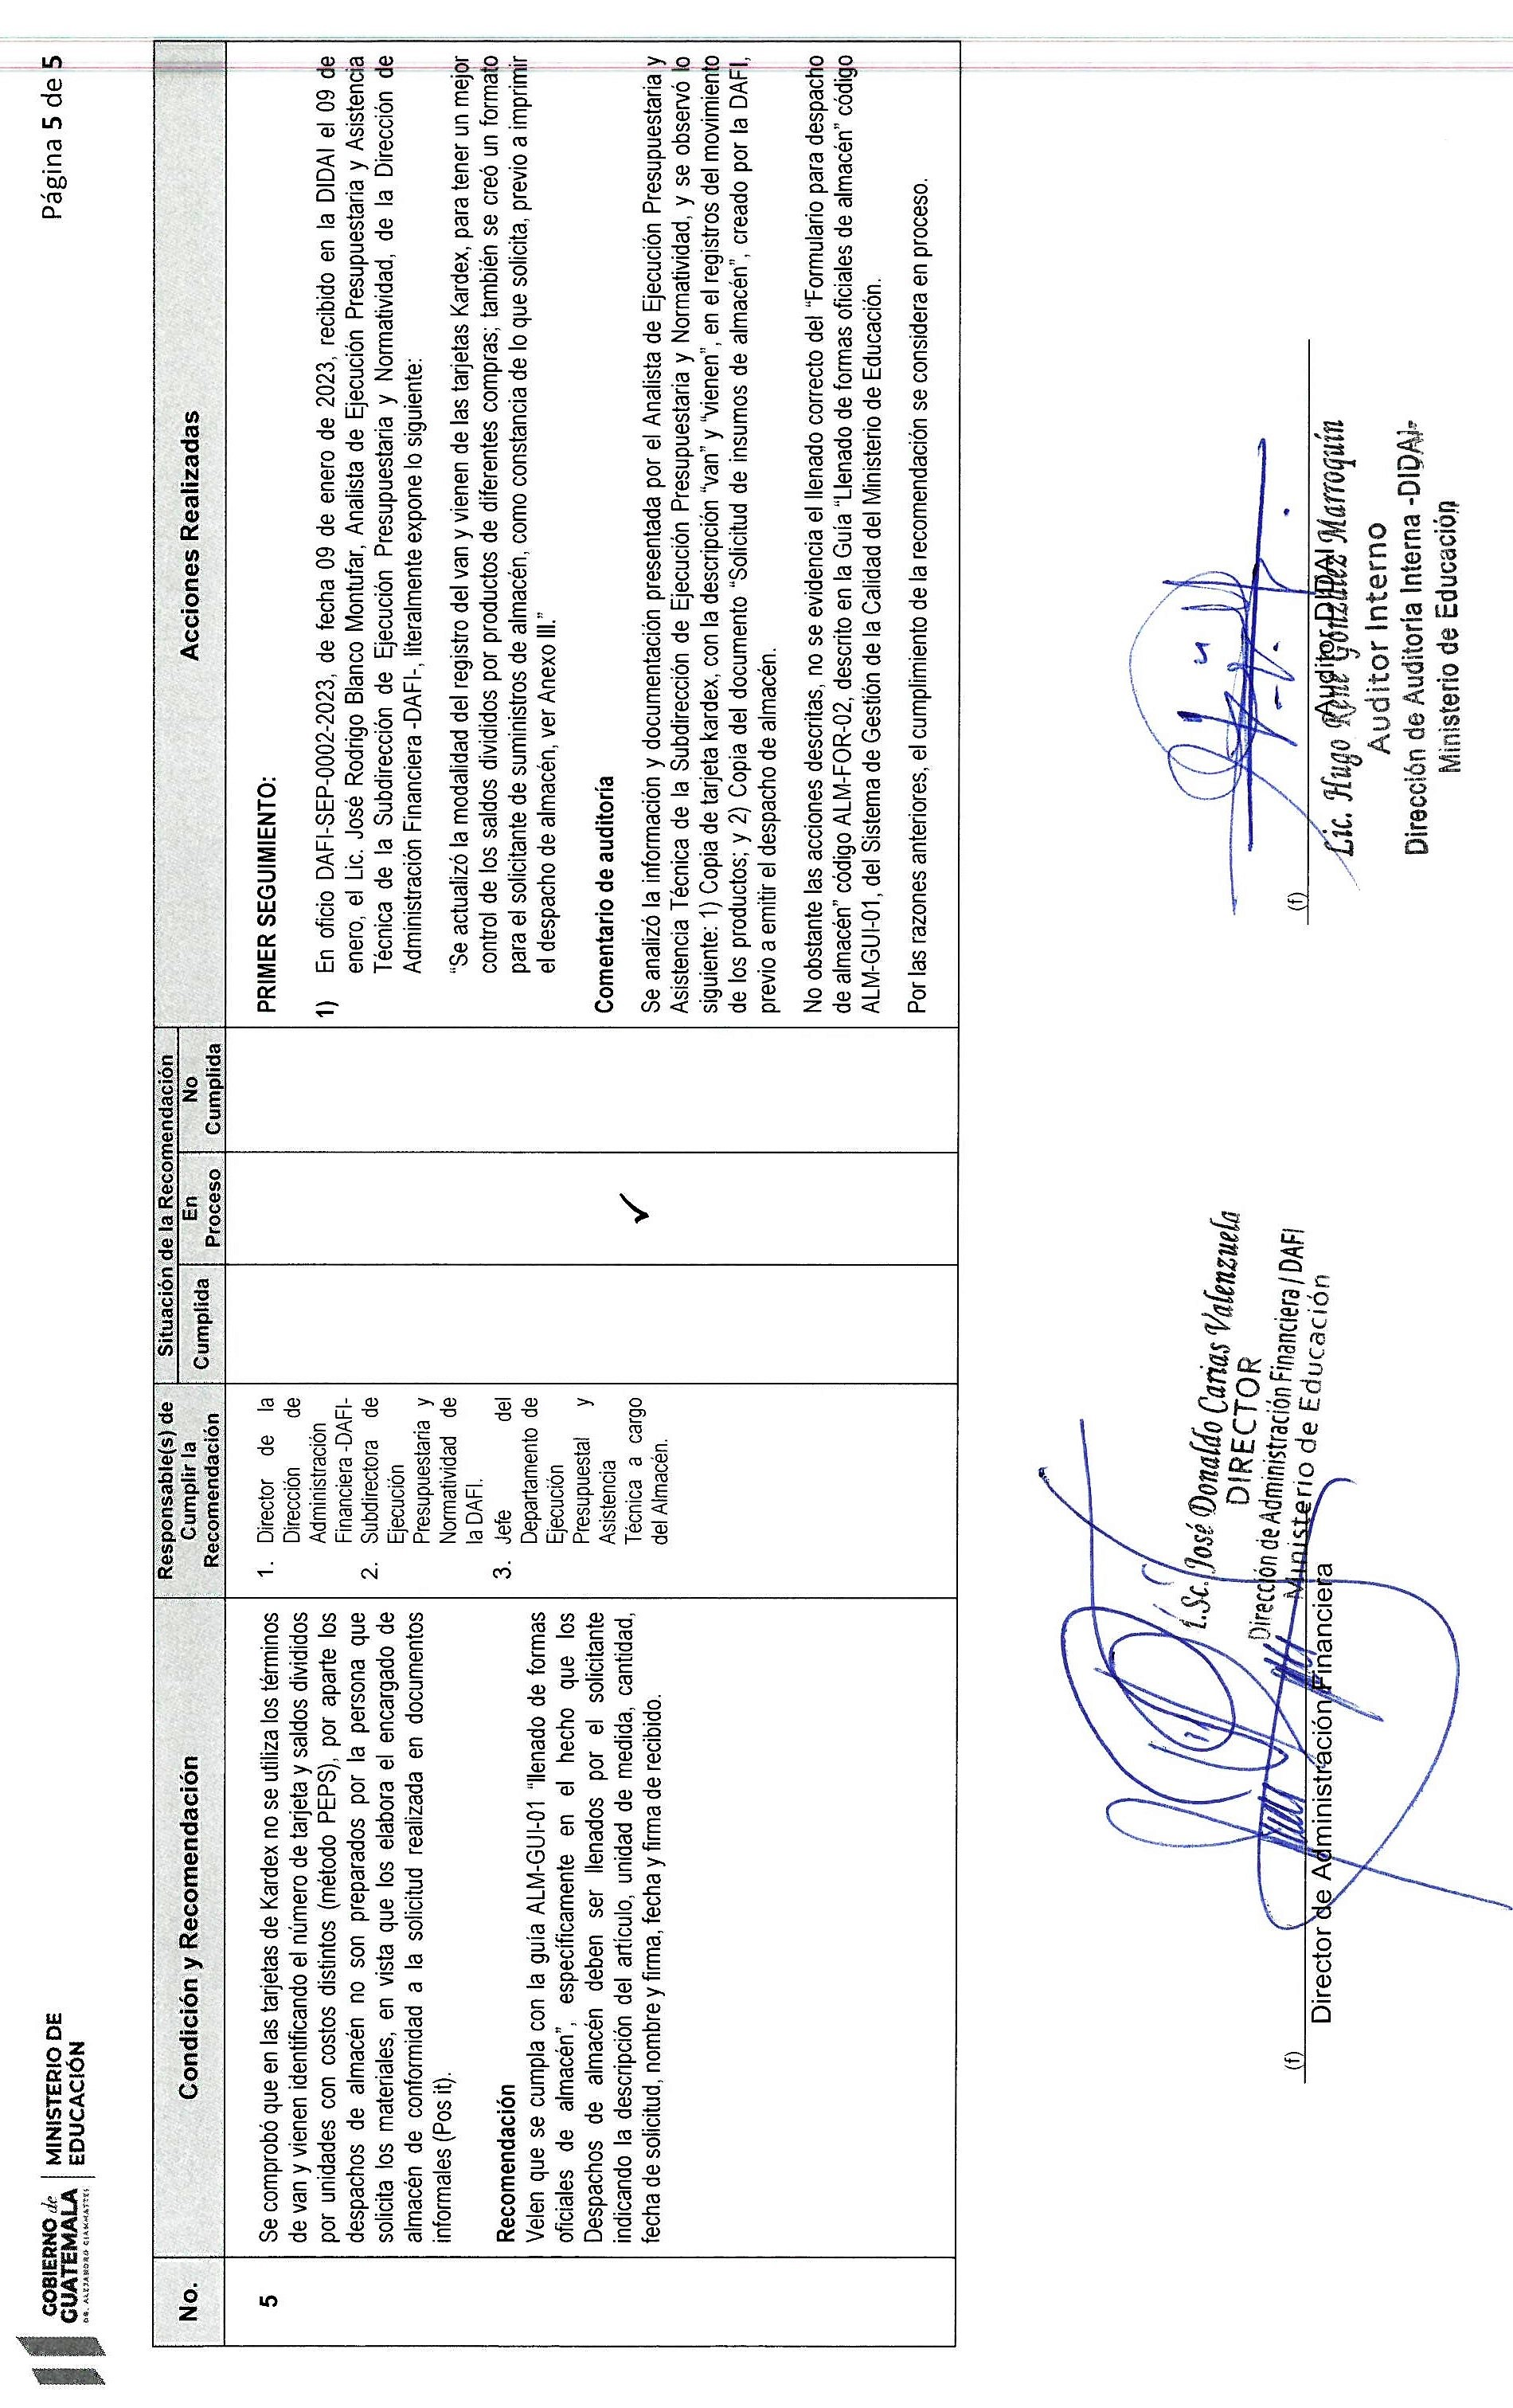 GOBIERNO de
GUATEMALA
DR. ALEJANDRO GIAMMATTEI
MINISTERIO DE
EDUCACIÓN
Página 5 de 5
No.
Condición y Recomendación
Responsable(s) de
Cumplir la
Recomendación
Situación de la Recomendación
Cumplida
En
Proceso
No
Cumplida
Acciones Realizadas
5
Se comprobó que en las tarjetas de Kardex no se utiliza los términos
de van y vienen identificando el número de tarjeta y saldos divididos
por unidades con costos distintos (método PEPS), por aparte los
despachos de almacén no son preparados por la persona que
solicita los materiales, en vista que los elabora el encargado de
almacén de conformidad a la solicitud realizada en documentos
informales (Pos it).
Recomendación
Velen que se cumpla con la guía ALM-GUI-01 “llenado de formas
oficiales de almacén”, específicamente en el hecho que los
Despachos de almacén deben ser llenados por el solicitante
indicando la descripción del artículo, unidad de medida, cantidad,
fecha de solicitud, nombre y firma, fecha y firma de recibido.
1. Director de la
Dirección de
Administración
Financiera -DAFI-
2. Subdirectora de
Ejecución
Presupuestaria y
Normatividad de
la DAFI.
3. Jefe del
Departamento de
Ejecución
Presupuestal y
Asistencia
Técnica a cargo
del Almacén.
✓
PRIMER SEGUIMIENTO:
1) En oficio DAFI-SEP-0002-2023, de fecha 09 de enero de 2023, recibido en la DIDAI el 09 de
enero, el Lic. José Rodrigo Blanco Montufar, Analista de Ejecución Presupuestaria y Asistencia
Técnica de la Subdirección de Ejecución Presupuestaria y Normatividad, de la Dirección de
Administración Financiera -DAFI-, literalmente expone lo siguiente:
“Se actualizó la modalidad del registro del van y vienen de las tarjetas Kardex, para tener un mejor
control de los saldos divididos por productos de diferentes compras; también se creó un formato
para el solicitante de suministros de almacén, como constancia de lo que solicita, previo a imprimir
el despacho de almacén, ver Anexo III.”
Comentario de auditoría
Se analizó la información y documentación presentada por el Analista de Ejecución Presupuestaria y
Asistencia Técnica de la Subdirección de Ejecución Presupuestaria y Normatividad, y se observó lo
siguiente: 1) Copia de tarjeta kardex, con la descripción “van” y “vienen”, en el registros del movimiento
de los productos; y 2) Copia del documento “Solicitud de insumos de almacén”, creado por la DAFI,
previo a emitir el despacho de almacén.
No obstante las acciones descritas, no se evidencia el llenado correcto del “Formulario para despacho
de almacén” código ALM-FOR-02, descrito en la Guía “Llenado de formas oficiales de almacén” código
ALM-GUI-01, del Sistema de Gestión de la Calidad del Ministerio de Educación.
Por las razones anteriores, el cumplimiento de la recomendación se considera en proceso.
(f)
Director de Administración Financiera
José Donaldo Carias Valenzuela
DIRECTOR
Dirección de Administración Financiera / DAFI
Ministerio de Educación
(f)
Auditor DIDAI
Lic. Hugo René González Marroquín
Auditor Interno
Dirección de Auditoría Interna -DIDAI-
Ministerio de Educación